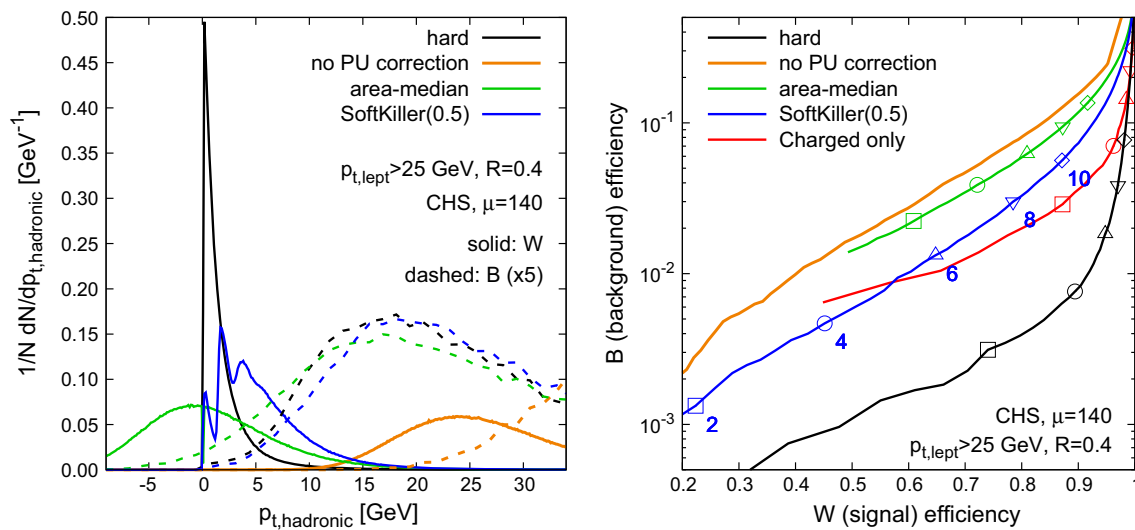 1/N dN/dp_{t,hadronic} [GeV^{-1}]
0.50
0.45
0.40
0.35
0.30
0.25
0.20
0.15
0.10
0.05
0.00
hard
no PU correction
area-median
SoftKiller(0.5)
p_{t,lept}>25 GeV, R=0.4
CHS, μ=140
solid: W
dashed: B (x5)
-5 0 5 10 15 20 25 30
p_{t,hadronic} [GeV]
B (background) efficiency
10^{-1}
10^{-2}
10^{-3}
hard
no PU correction
area-median
SoftKiller(0.5)
Charged only
10
8
6
4
2
CHS, μ=140
p_{t,lept}>25 GeV, R=0.4
0.2 0.3 0.4 0.5 0.6 0.7 0.8 0.9 1
W (signal) efficiency